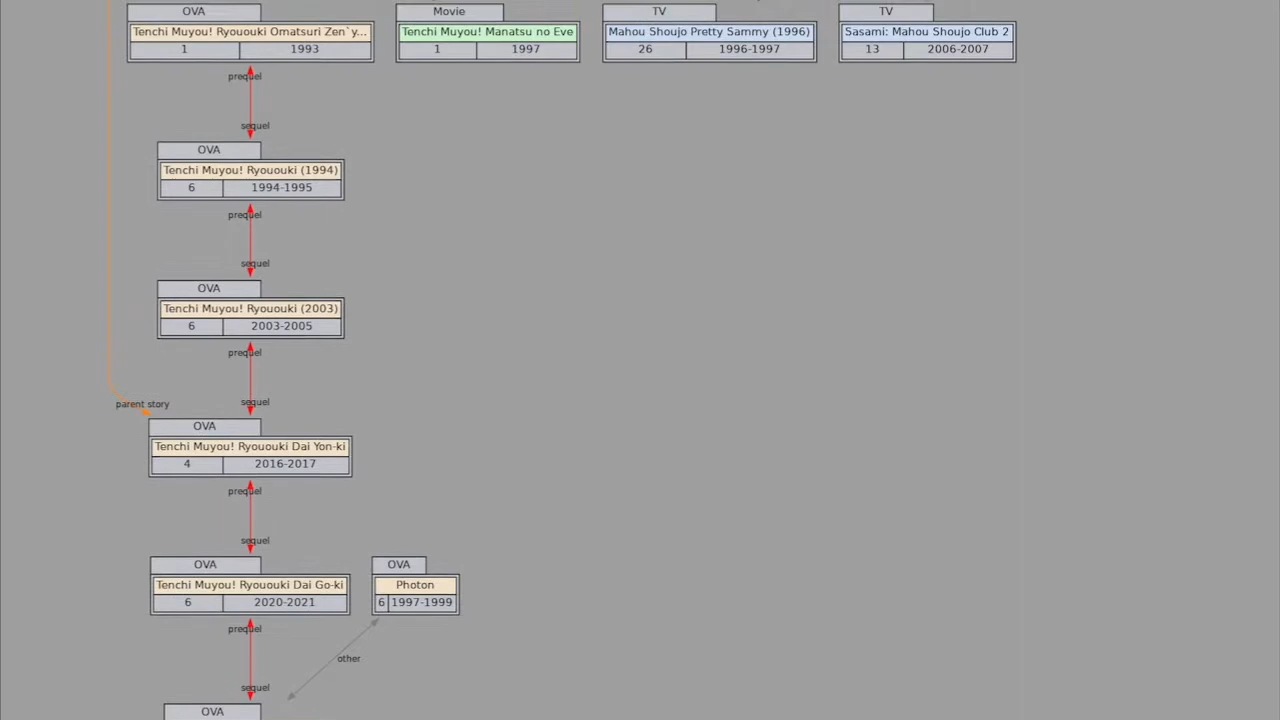 OVA
Movie
TV
TV
Tenchi Muyou! Ryououki Omatsuri Zen`y...
Tenchi Muyou! Manatsu no Eve
Mahou Shoujo Pretty Sammy (1996)
Sasami: Mahou Shoujo Club 2
1
1993
1
1997
26
1996-1997
13
2006-2007
prequel
sequel
OVA
Tenchi Muyou! Ryououki (1994)
6
1994-1995
prequel
sequel
OVA
Tenchi Muyou! Ryououki (2003)
6
2003-2005
prequel
parent story
sequel
OVA
Tenchi Muyou! Ryououki Dai Yon-ki
4
2016-2017
prequel
sequel
OVA
OVA
Tenchi Muyou! Ryououki Dai Go-ki
Photon
6
2020-2021
6
1997-1999
prequel
other
sequel
OVA